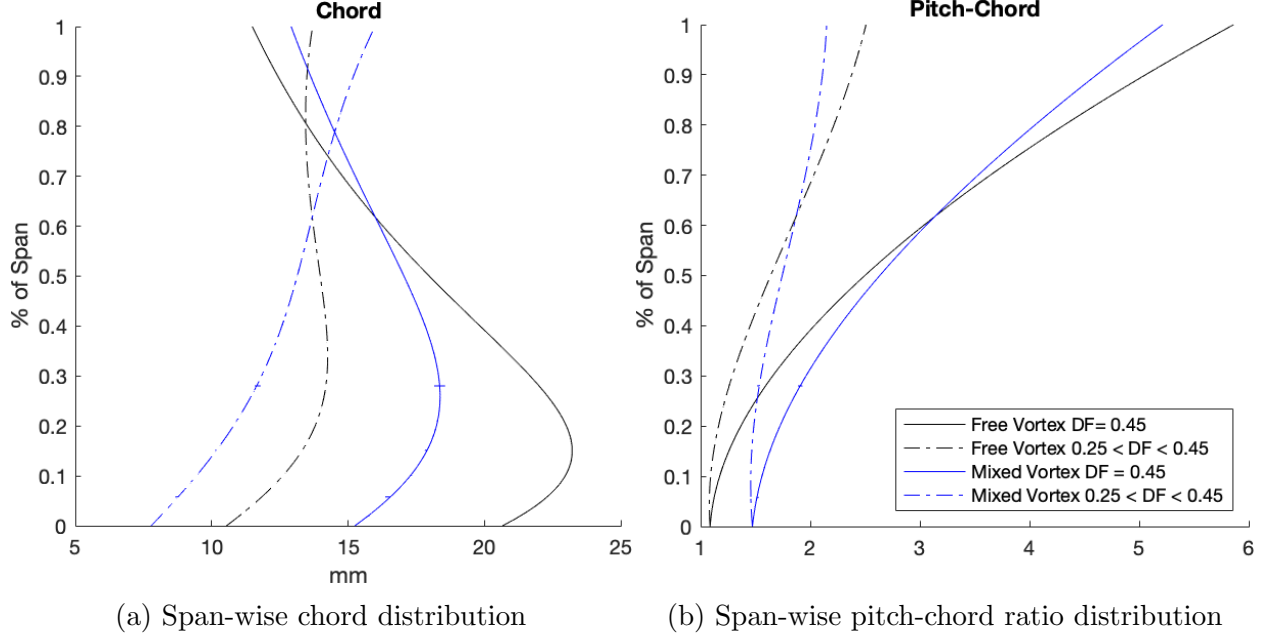 Chord
1
0.9
0.8
0.7
0.6
0.5
0.4
0.3
0.2
0.1
0
% of Span
5 10 15 20 25
mm
(a) Span-wise chord distribution
Pitch-Chord
1
0.9
0.8
0.7
0.6
0.5
0.4
0.3
0.2
0.1
0
% of Span
Free Vortex DF= 0.45
Free Vortex 0.25 < DF < 0.45
Mixed Vortex DF = 0.45
Mixed Vortex 0.25 < DF < 0.45
1 2 3 4 5 6
(b) Span-wise pitch-chord ratio distribution